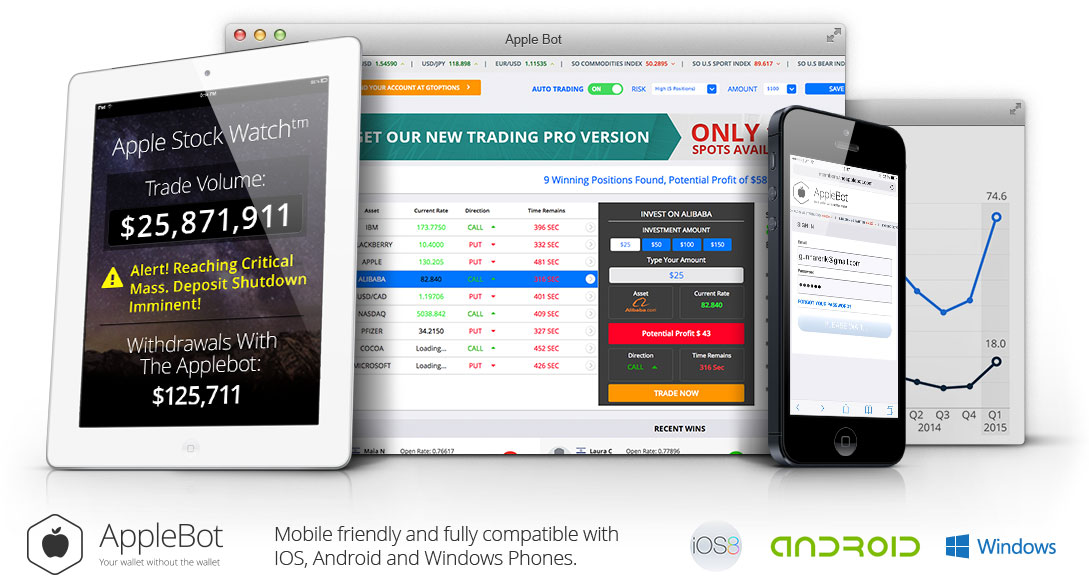 Apple Bot
USD 1.54590 | USD/JPY 118.898 | EUR/USD 1.11535 | SO COMMODITIES INDEX 50.2895 | SO U.S SPORT INDEX 89.617 | SO U.S BEAR IND
YOUR ACCOUNT AT GTOPTIONS
AUTO TRADING ON RISK High (5 Positions) AMOUNT $100 SAVE
GET OUR NEW TRADING PRO VERSION
ONLY
SPOTS AVAIL
9 Winning Positions Found, Potential Profit of $58
Asset Current Rate Direction Time Remains
IBM 173.7750 CALL 396 SEC
LACKBERRY 10.4000 PUT 332 SEC
APPLE 130.205 PUT 481 SEC
ALIBABA 82.840 CALL
USD/CAD 1.19706 PUT 401 SEC
NASDAQ 5038.842 CALL 409 SEC
PFIZER 34.2150 PUT 327 SEC
COCOA Loading... CALL 452 SEC
MICROSOFT Loading... PUT 426 SEC
INVEST ON ALIBABA
INVESTMENT AMOUNT
$25 $50 $100 $150
Type Your Amount
$25
Asset Current Rate
Alibaba.com 82.840
Potential Profit $ 43
Direction Time Remains
CALL 316 Sec
TRADE NOW
RECENT WINS
Maia N Open Rate: 0.76617
Laura C Open Rate: 0.77896
Apple Stock Watch™
Trade Volume:
$25,871,911
Alert! Reaching Critical
Mass. Deposit Shutdown
Imminent!
Withdrawals With
The Applebot:
$125,711
AppleBot
SIGN IN
Email
Password
••••••
FORGOT YOUR PASSWORD?
74.6
18.0
Q2 Q3 Q4 Q1
2014 2015
AppleBot
Your wallet without the wallet
Mobile friendly and fully compatible with
IOS, Android and Windows Phones.
iOS8
ANDROID
Windows